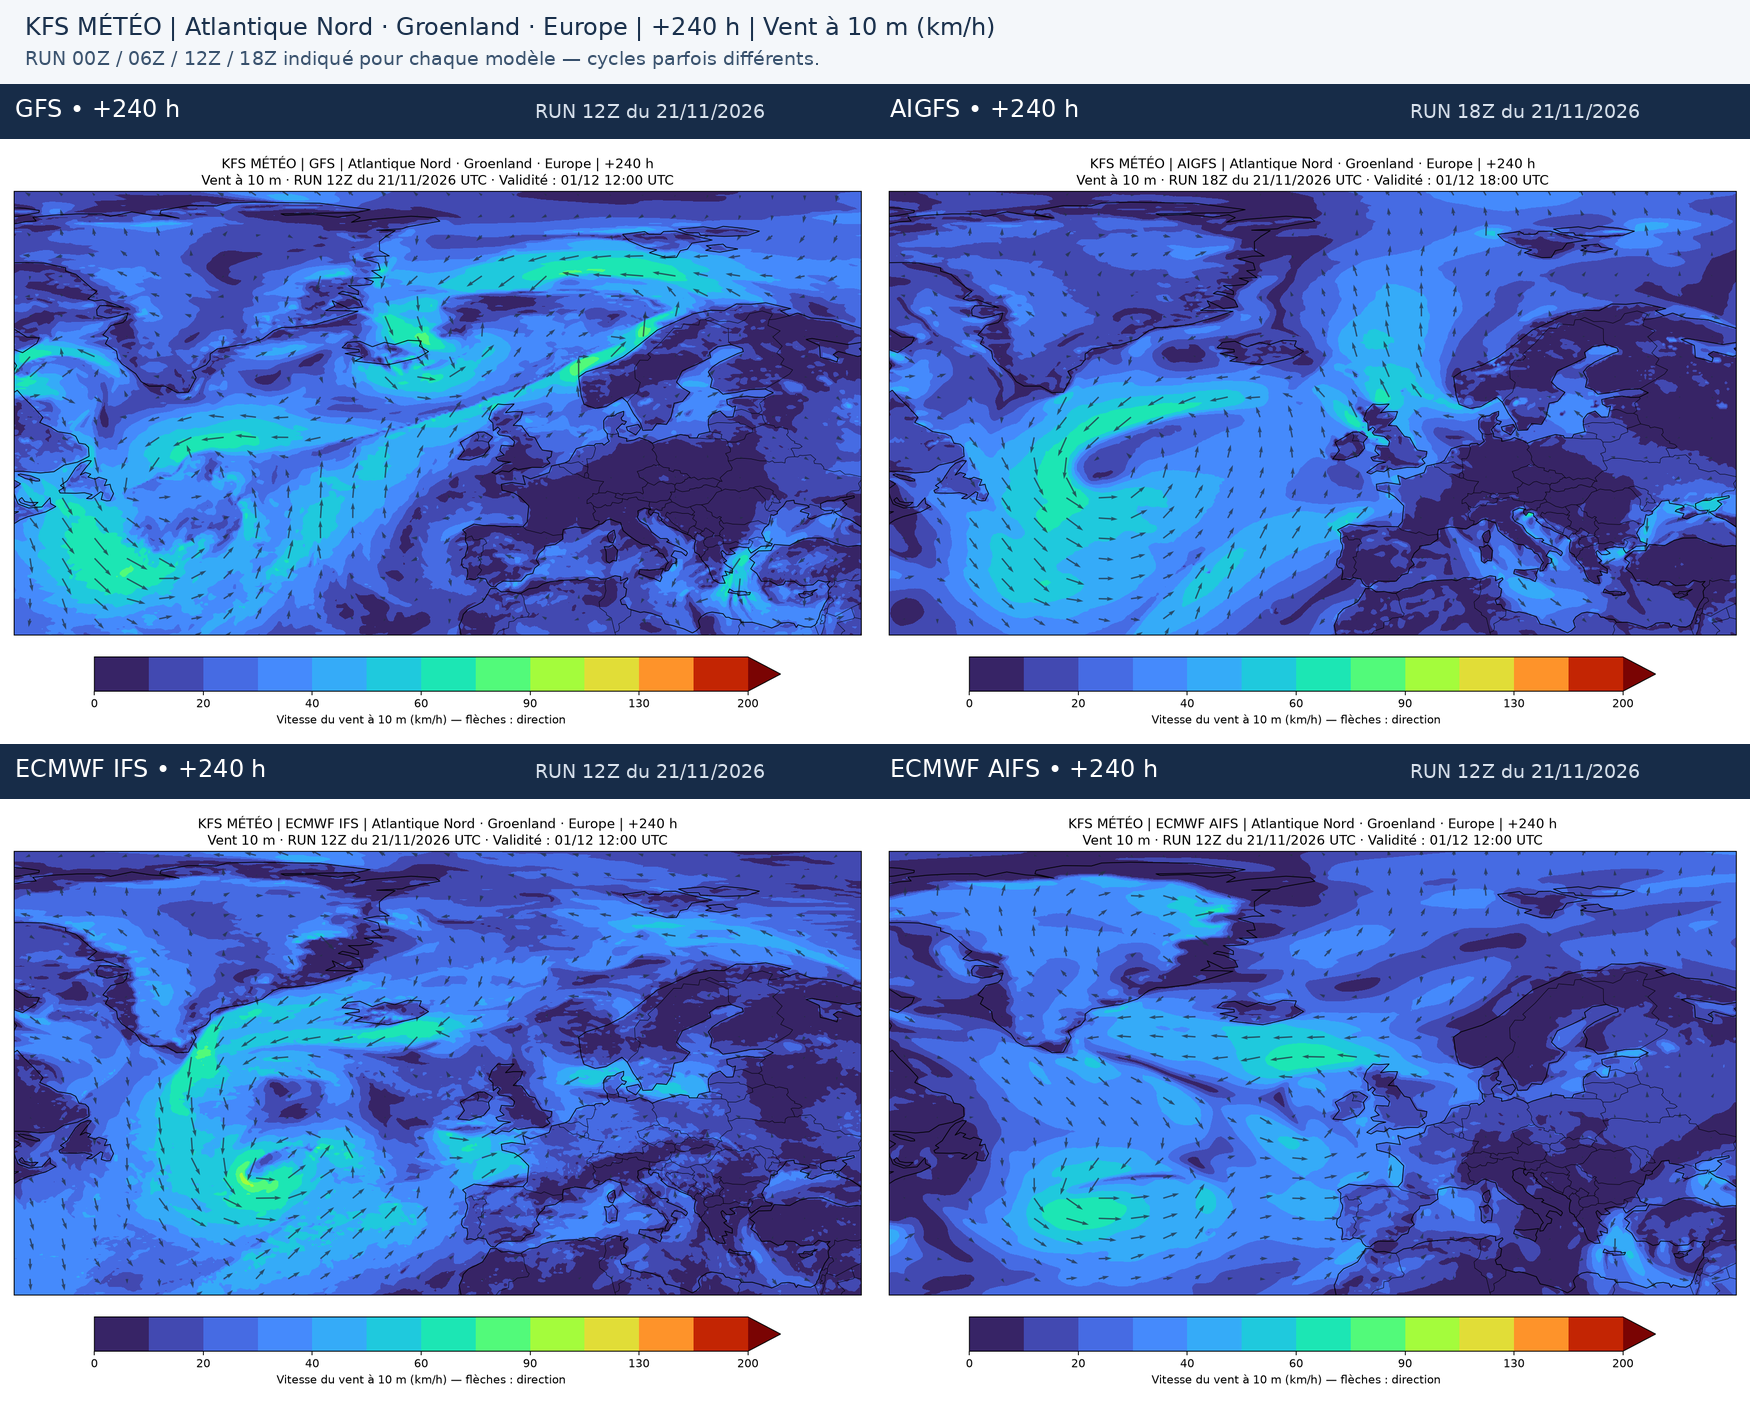 KFS MÉTÉO | Atlantique Nord · Groenland · Europe | +240 h | Vent à 10 m (km/h)
RUN 00Z / 06Z / 12Z / 18Z indiqué pour chaque modèle — cycles parfois différents.
GFS • +240 h RUN 12Z du 21/11/2026
KFS MÉTÉO | GFS | Atlantique Nord · Groenland · Europe | +240 h
Vent à 10 m · RUN 12Z du 21/11/2026 UTC · Validité : 01/12 12:00 UTC
0 20 40 60 90 130 200
Vitesse du vent à 10 m (km/h) — flèches : direction
AIGFS • +240 h RUN 18Z du 21/11/2026
KFS MÉTÉO | AIGFS | Atlantique Nord · Groenland · Europe | +240 h
Vent à 10 m · RUN 18Z du 21/11/2026 UTC · Validité : 01/12 18:00 UTC
0 20 40 60 90 130 200
Vitesse du vent à 10 m (km/h) — flèches : direction
ECMWF IFS • +240 h RUN 12Z du 21/11/2026
KFS MÉTÉO | ECMWF IFS | Atlantique Nord · Groenland · Europe | +240 h
Vent 10 m · RUN 12Z du 21/11/2026 UTC · Validité : 01/12 12:00 UTC
0 20 40 60 90 130 200
Vitesse du vent à 10 m (km/h) — flèches : direction
ECMWF AIFS • +240 h RUN 12Z du 21/11/2026
KFS MÉTÉO | ECMWF AIFS | Atlantique Nord · Groenland · Europe | +240 h
Vent 10 m · RUN 12Z du 21/11/2026 UTC · Validité : 01/12 12:00 UTC
0 20 40 60 90 130 200
Vitesse du vent à 10 m (km/h) — flèches : direction